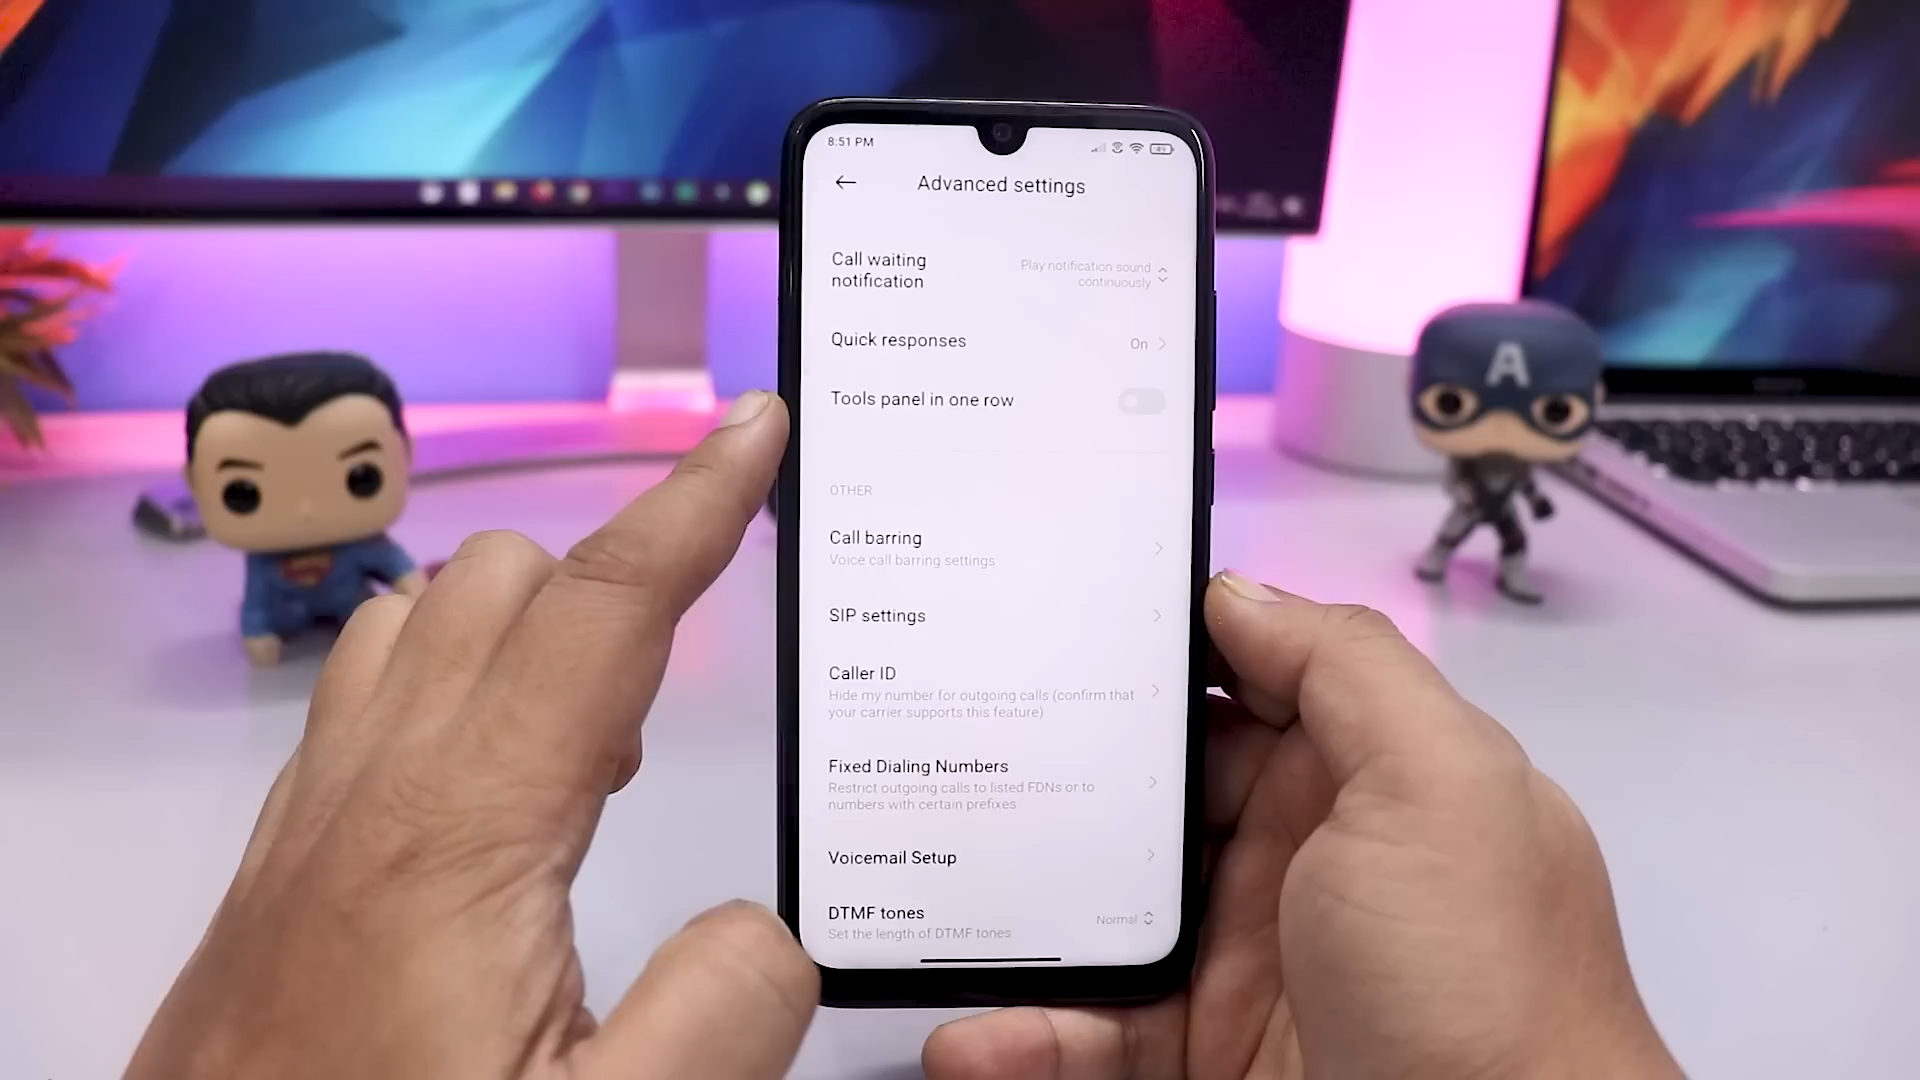 8:51 PM
49
Advanced settings
Call waiting
notification
Play notification sound
continuously
Quick responses
On
Tools panel in one row
OTHER
Call barring
Voice call barring settings
SIP settings
Caller ID
Hide my number for outgoing calls (confirm that
your carrier supports this feature)
Fixed Dialing Numbers
Restrict outgoing calls to listed FDNs or to
numbers with certain prefixes
Voicemail Setup
DTMF tones
Set the length of DTMF tones
Normal
A